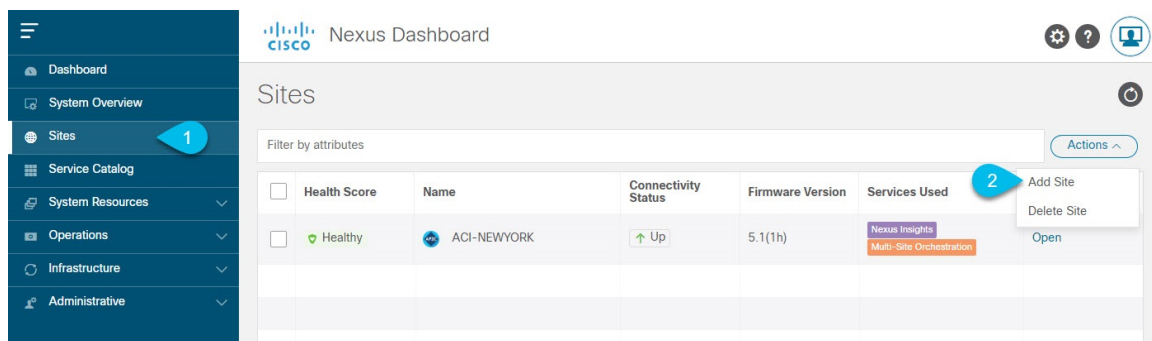 CISCO Nexus Dashboard
Dashboard
System Overview
Sites
1
Service Catalog
System Resources
Operations
Infrastructure
Administrative
Sites
Filter by attributes
Actions
Add Site
Delete Site
2
Health Score Name Connectivity Status Firmware Version Services Used
Healthy ACI-NEWYORK Up 5.1(1h) Nexus Insights Open
Multi-Site Orchestration